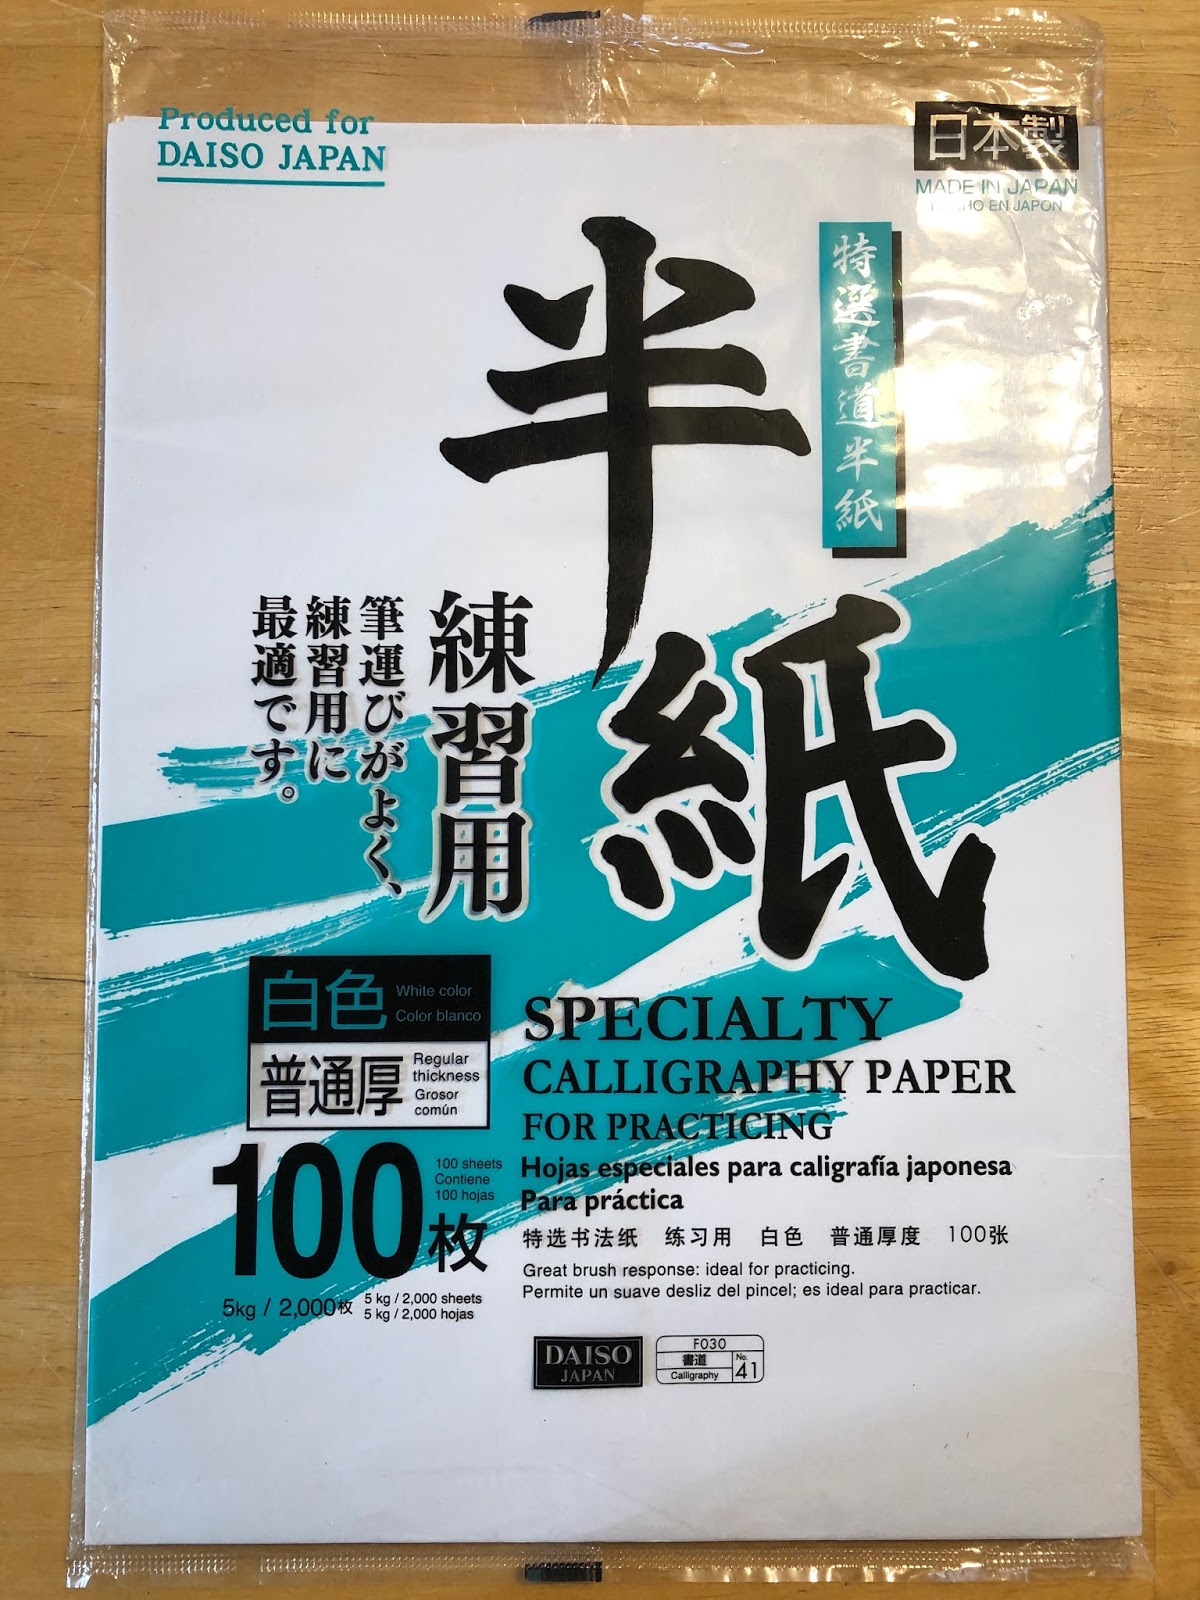 Produced for
DAISO JAPAN
日本製
MADE IN JAPAN
HECHO EN JAPON
特選書道半紙
半紙
練習用
筆運びがよく、
練習用に
最適です。
白色
White color
Color blanco
普通厚
Regular
thickness
Grosor
común
100枚
100 sheets
Contiene
100 hojas
5kg / 2,000枚
5 kg / 2,000 sheets
5 kg / 2,000 hojas
SPECIALTY
CALLIGRAPHY PAPER
FOR PRACTICING
Hojas especiales para caligrafía japonesa
Para práctica
特选书法纸 练习用 白色 普通厚度 100张
Great brush response: ideal for practicing.
Permite un suave desliz del pincel; es ideal para practicar.
DAISO
JAPAN
F030
書道
Calligraphy
No.
41